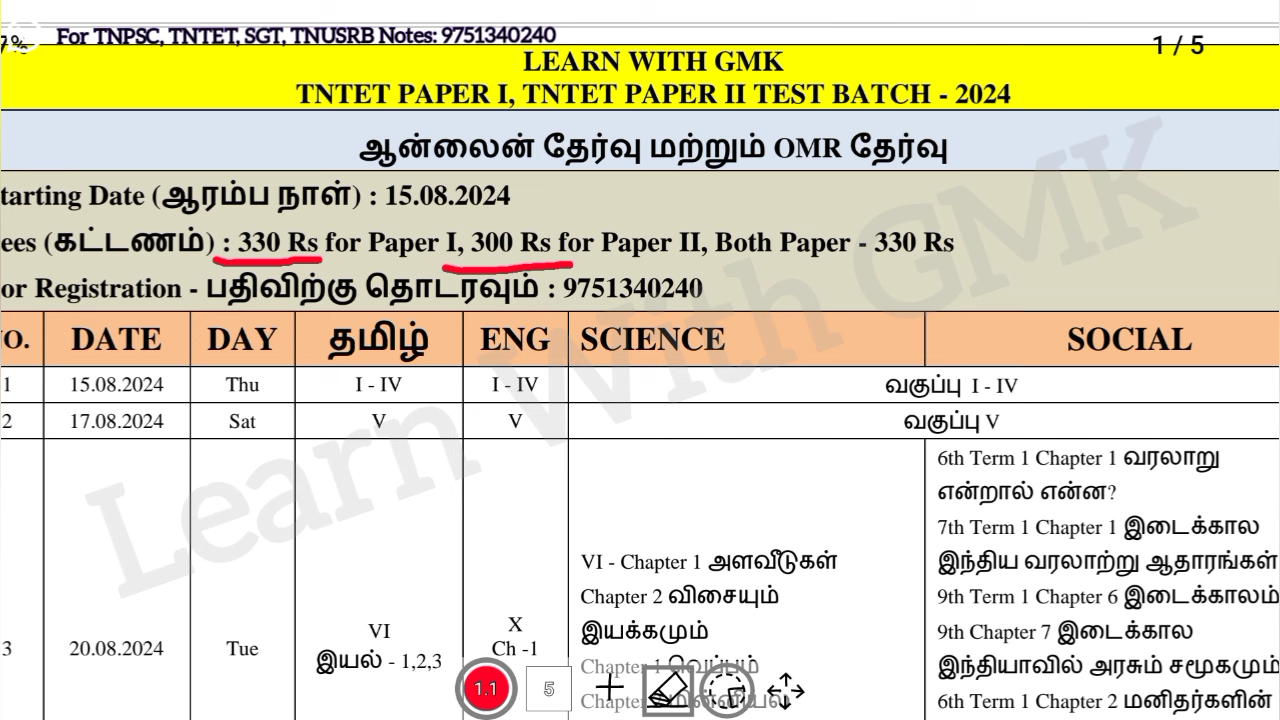 For TNPSC, TNTET, SGT, TNUSRB Notes: 9751340240
7%
1 / 5
LEARN WITH GMK
TNTET PAPER I, TNTET PAPER II TEST BATCH - 2024
ஆன்லைன் தேர்வு மற்றும் OMR தேர்வு
tarting Date (ஆரம்ப நாள்) : 15.08.2024
ees (கட்டணம்) : 330 Rs for Paper I, 300 Rs for Paper II, Both Paper - 330 Rs
or Registration - பதிவிற்கு தொடரவும் : 9751340240
O. DATE DAY தமிழ் ENG SCIENCE SOCIAL
1 15.08.2024 Thu I - IV I - IV வகுப்பு I - IV
2 17.08.2024 Sat V V வகுப்பு V
3 20.08.2024 Tue
VI
இயல் - 1,2,3
X
Ch -1
VI - Chapter 1 அளவீடுகள்
Chapter 2 விசையும்
இயக்கமும்
Chapter 1 வெப்பம்
Chapter 2 மின்னியல்
6th Term 1 Chapter 1 வரலாறு
என்றால் என்ன?
7th Term 1 Chapter 1 இடைக்கால
இந்திய வரலாற்று ஆதாரங்கள்
9th Term 1 Chapter 6 இடைக்காலம்
9th Chapter 7 இடைக்கால
இந்தியாவில் அரசும் சமூகமும்
6th Term 1 Chapter 2 மனிதர்களின்
Learn With GMK
1.1
5